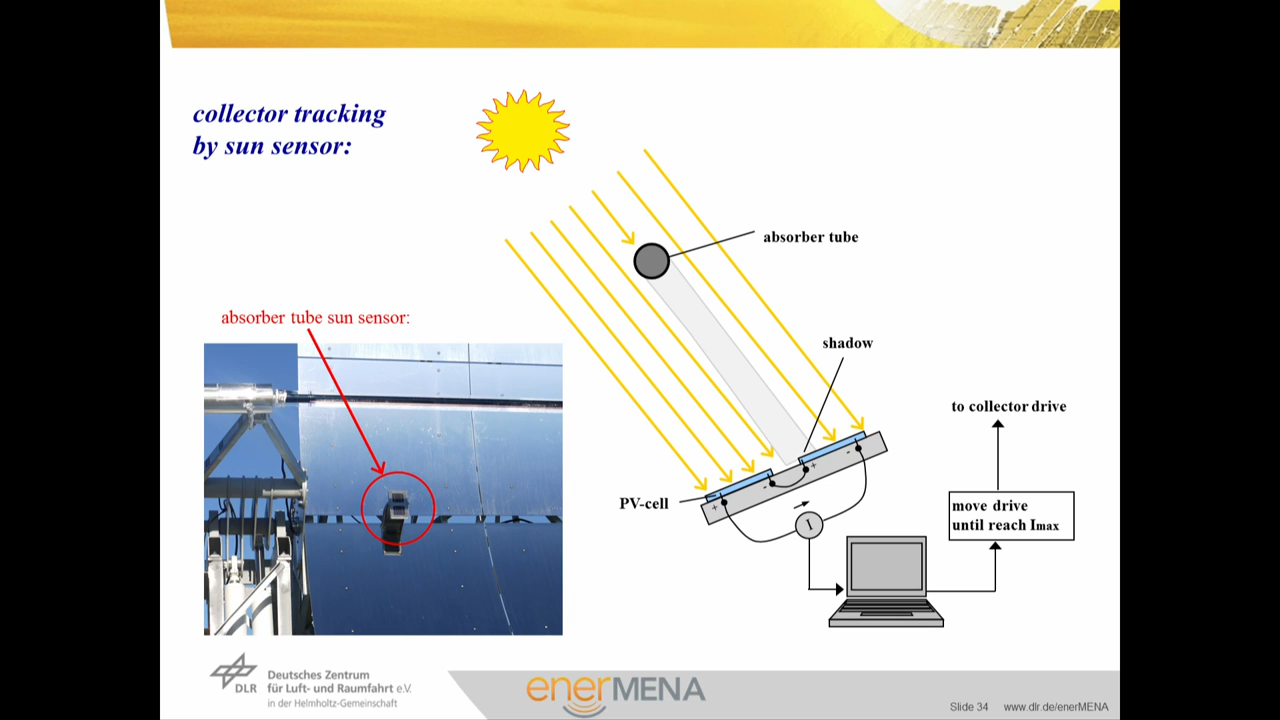 collector tracking
by sun sensor:
absorber tube
absorber tube sun sensor:
shadow
to collector drive
PV-cell
+
-
-
+
-
I
move drive
until reach Imax
DLR
Deutsches Zentrum
für Luft- und Raumfahrt e.V.
in der Helmholtz-Gemeinschaft
enerMENA
Slide 34 www.dlr.de/enerMENA